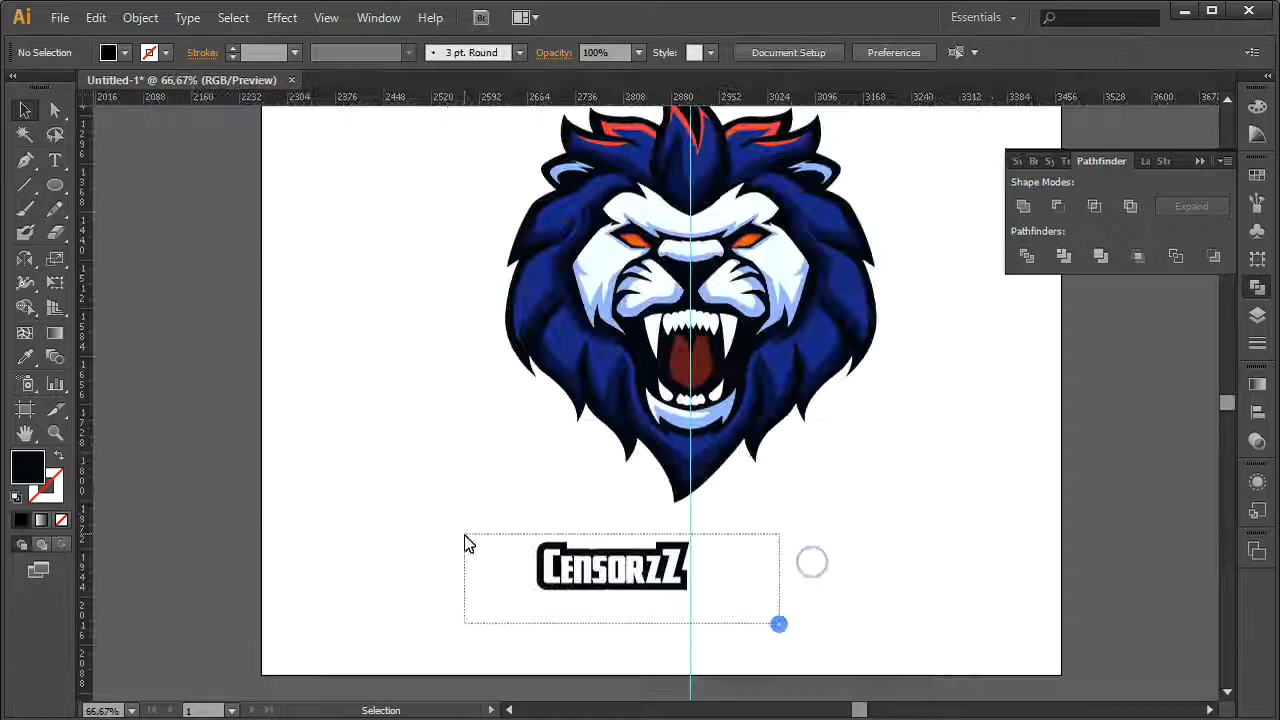 Ai File Edit Object Type Select Effect View Window Help Br Essentials
No Selection Stroke: 3 pt. Round Opacity: 100% Style: Document Setup Preferences
Untitled-1* @ 66,67% (RGB/Preview)
2016 2088 2160 2232 2304 2376 2448 2520 2592 2664 2736 2808 2880 2952 3024 3096 3168 3240 3312 3384 3456 3528 3600 367
Pathfinder
Shape Modes:
Expand
Pathfinders:
CensorzZ
66,67% 1 Selection